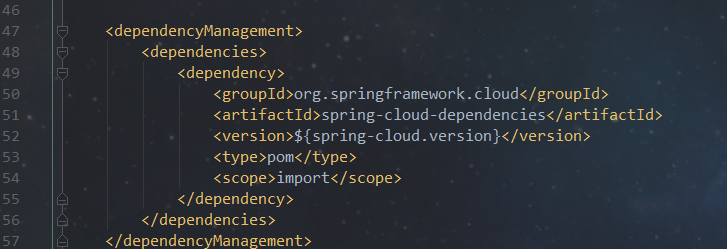 46
47 <dependencyManagement>
48 <dependencies>
49 <dependency>
50 <groupId>org.springframework.cloud</groupId>
51 <artifactId>spring-cloud-dependencies</artifactId>
52 <version>${spring-cloud.version}</version>
53 <type>pom</type>
54 <scope>import</scope>
55 </dependency>
56 </dependencies>
57 </dependencyManagement>